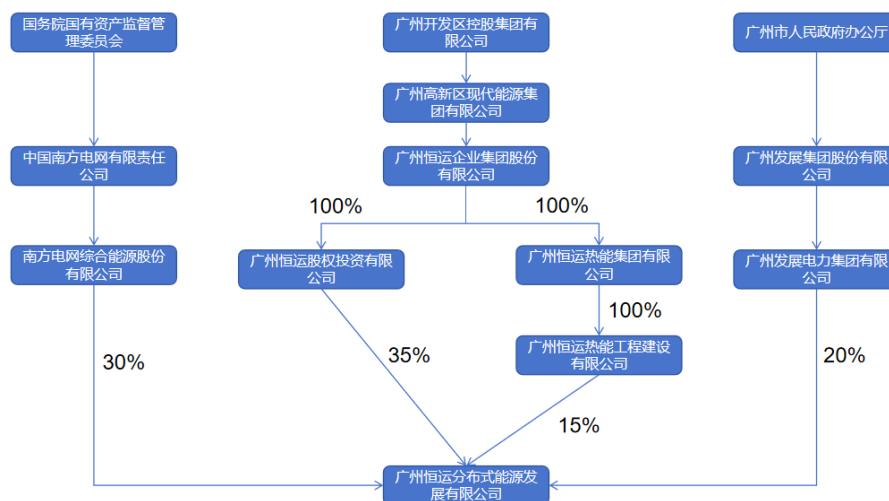 国务院国有资产监督管
理委员会
广州开发区控股集团有
限公司
广州市人民政府办公厅
广州高新区现代能源集
团有限公司
中国南方电网有限责任
公司
广州恒运企业集团股份
有限公司
广州发展集团股份有限
公司
100%
100%
南方电网综合能源股份
有限公司
广州恒运股权投资有限
公司
广州恒运热能集团有限
公司
广州发展电力集团有限
公司
100%
30%
35%
广州恒运热能工程建设
有限公司
20%
15%
广州恒运分布式能源发
展有限公司